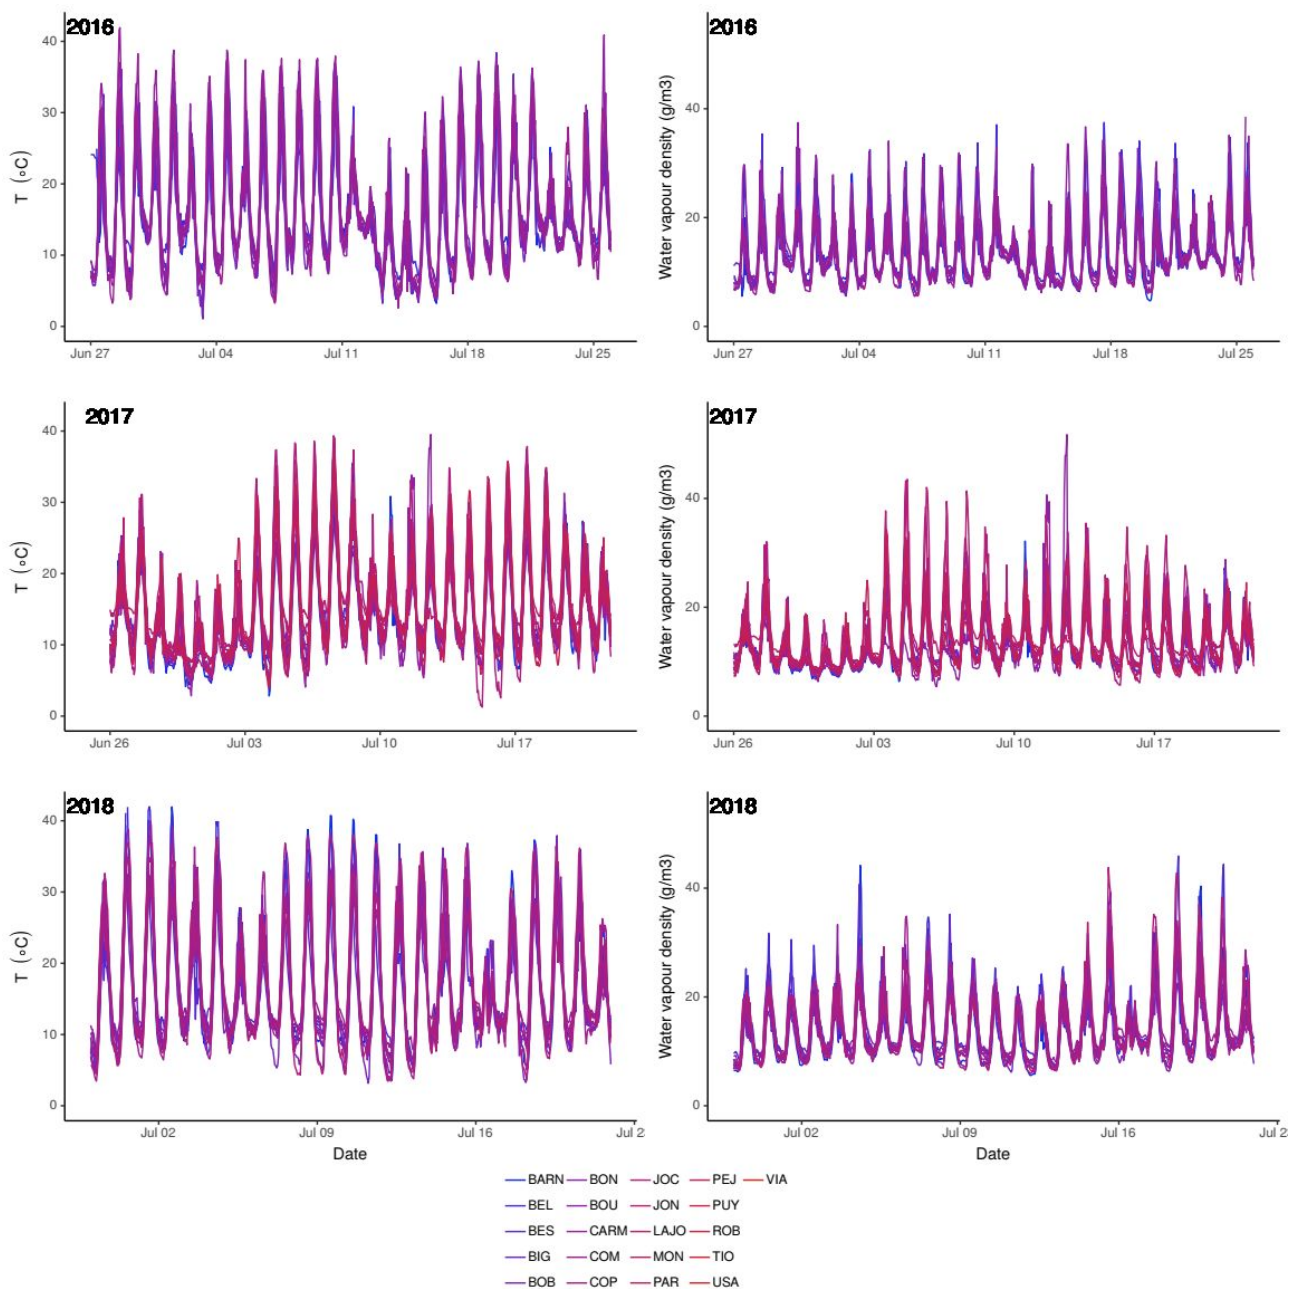 2016
40
30
20
10
0
T (∘C)
Jun 27
Jul 04
Jul 11
Jul 18
Jul 25
2016
40
20
0
Water vapour density (g/m3)
Jun 27
Jul 04
Jul 11
Jul 18
Jul 25
2017
40
30
20
10
0
T (∘C)
Jun 26
Jul 03
Jul 10
Jul 17
2017
40
20
0
Water vapour density (g/m3)
Jun 26
Jul 03
Jul 10
Jul 17
2018
40
30
20
10
0
T (∘C)
Jul 02
Jul 09
Jul 16
Jul 2
Date
2018
40
20
0
Water vapour density (g/m3)
Jul 02
Jul 09
Jul 16
Jul 2
Date
BARN BON JOC PEJ VIA
BEL BOU JON PUY
BES CARM LAJO ROB
BIG COM MON TIO
BOB COP PAR USA